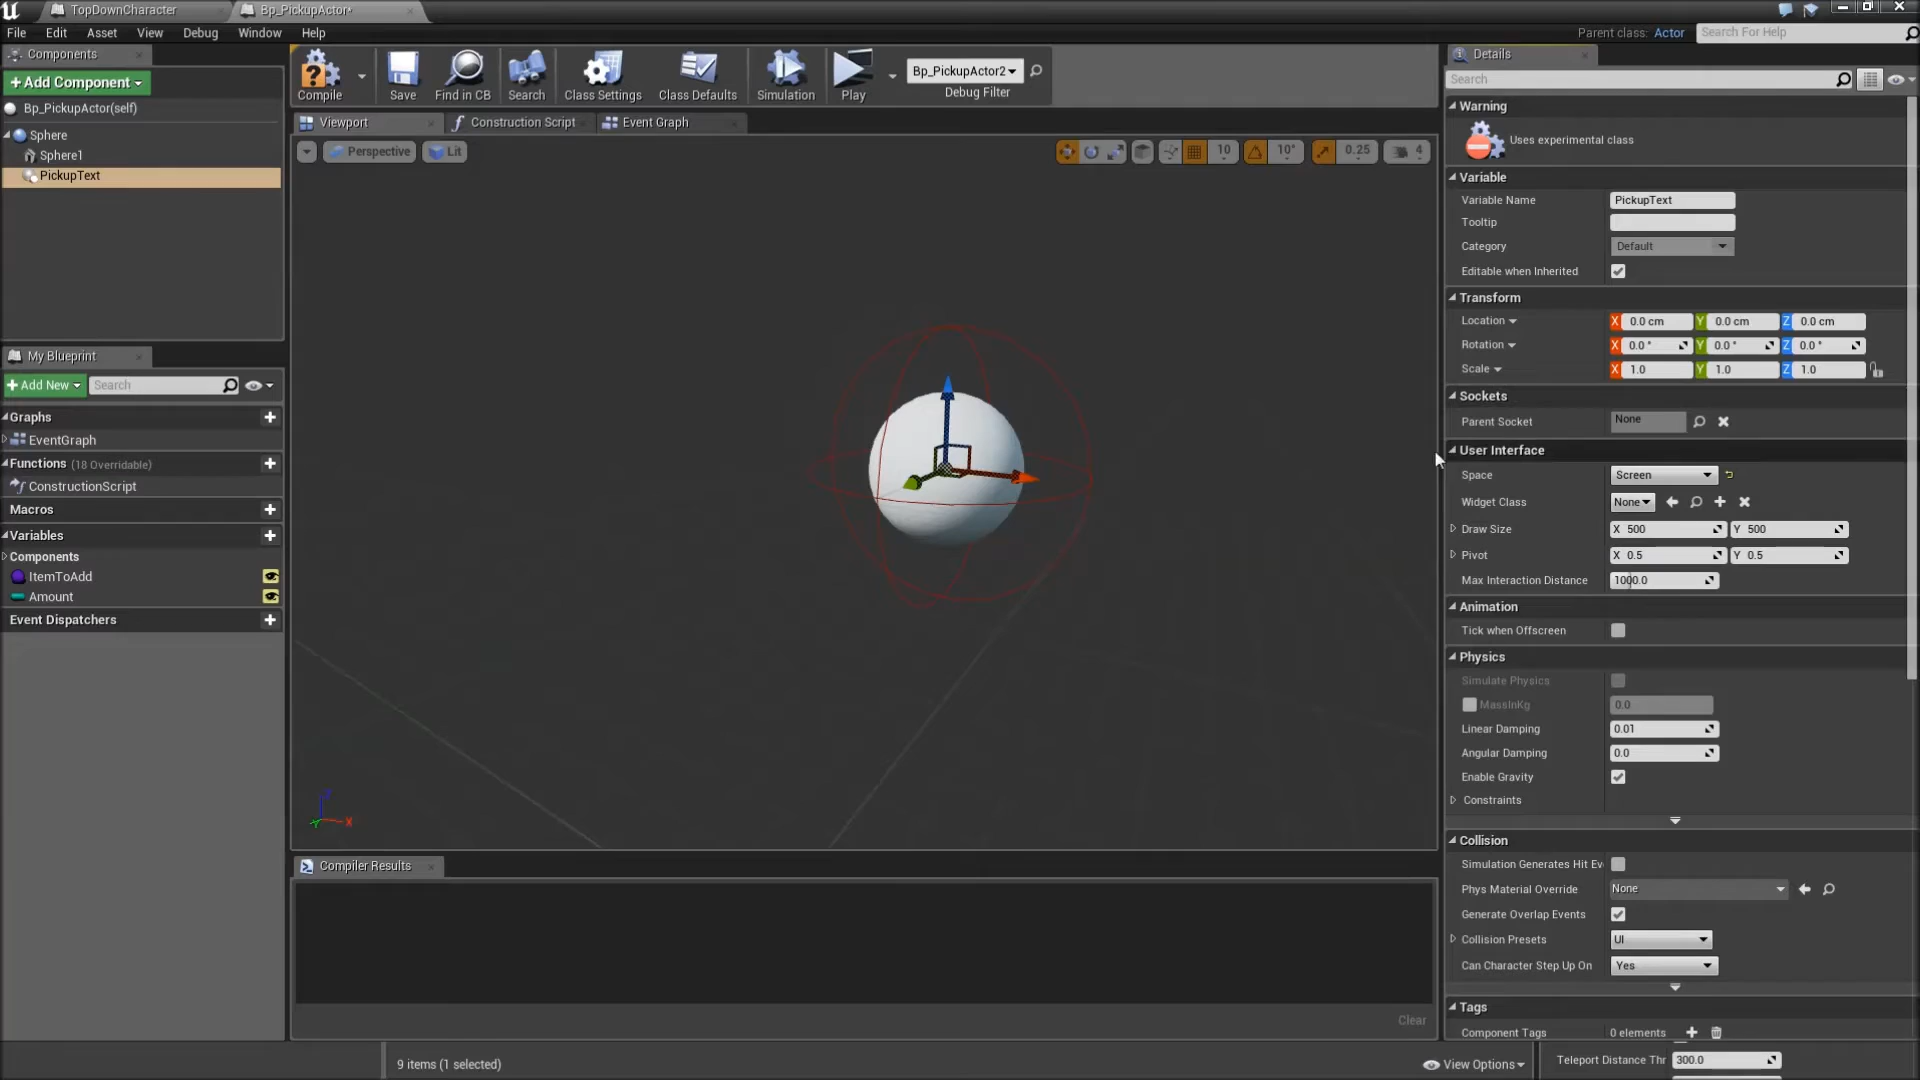 TopDownCharacter
Bp_PickupActor*
File Edit Asset View Debug Window Help
Parent class: Actor
Search For Help
Components
+Add Component
Bp_PickupActor(self)
Sphere
Sphere1
PickupText
My Blueprint
+Add New
Search
Graphs
EventGraph
Functions (18 Overridable)
ConstructionScript
Macros
Variables
Components
ItemToAdd
Amount
Event Dispatchers
Compile
Save
Find in CB
Search
Class Settings
Class Defaults
Simulation
Play
Bp_PickupActor2
Debug Filter
Viewport
Construction Script
Event Graph
Perspective
Lit
10
10°
0.25
4
Z
X
Y
Compiler Results
Clear
9 items (1 selected)
View Options
Details
Search
Warning
Uses experimental class
Variable
Variable Name PickupText
Tooltip
Category Default
Editable when Inherited
Transform
Location X 0.0 cm Y 0.0 cm Z 0.0 cm
Rotation X 0.0 ° Y 0.0 ° Z 0.0 °
Scale X 1.0 Y 1.0 Z 1.0
Sockets
Parent Socket None
User Interface
Space Screen
Widget Class None
Draw Size X 500 Y 500
Pivot X 0.5 Y 0.5
Max Interaction Distance 1000.0
Animation
Tick when Offscreen
Physics
Simulate Physics
MassInKg 0.0
Linear Damping 0.01
Angular Damping 0.0
Enable Gravity
Constraints
Collision
Simulation Generates Hit Ev
Phys Material Override None
Generate Overlap Events
Collision Presets UI
Can Character Step Up On Yes
Tags
Component Tags 0 elements
Teleport Distance Thr 300.0